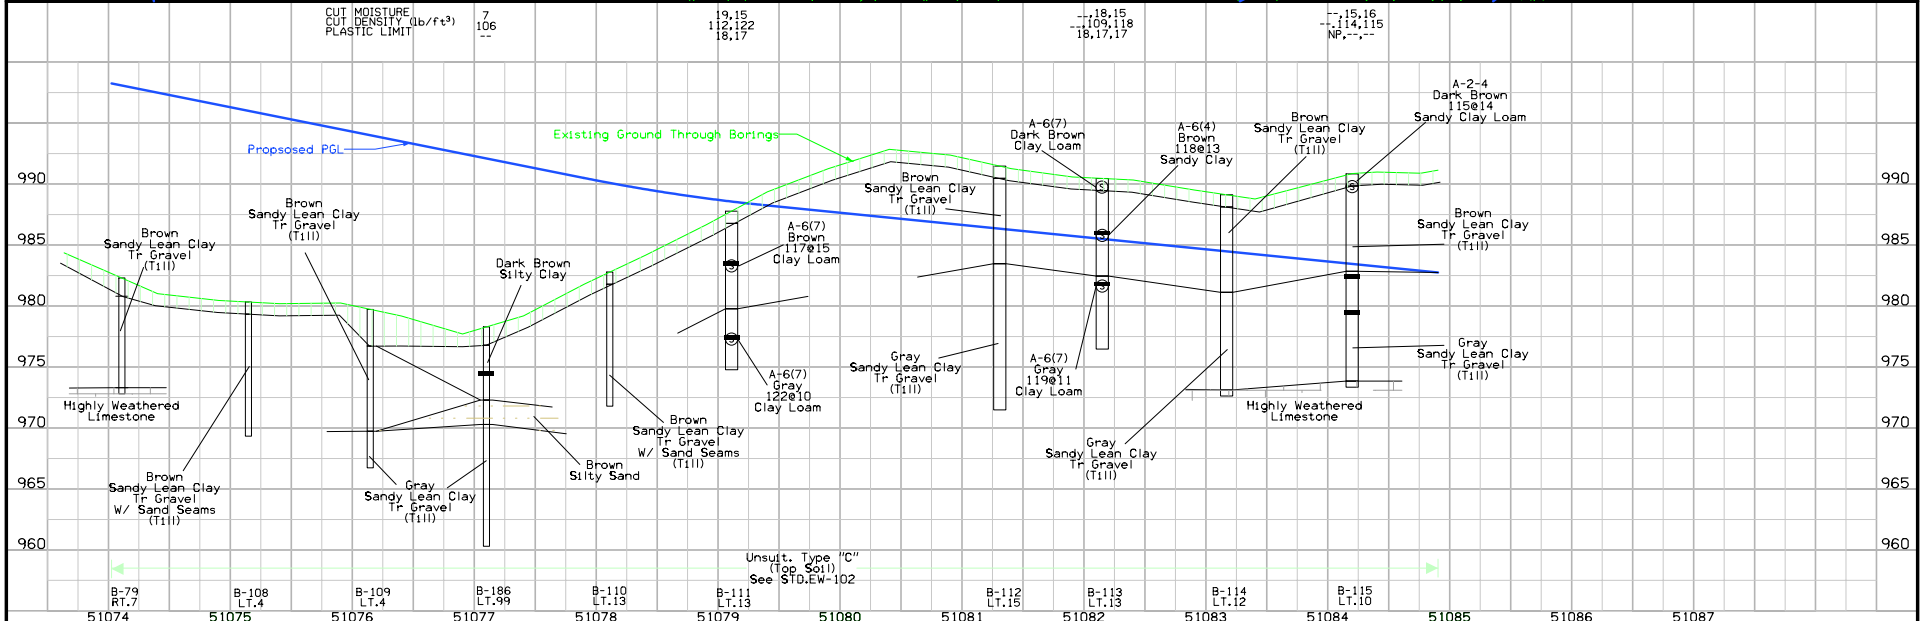 CUT MOISTURE
CUT DENSITY (lb/ft³)
PLASTIC LIMIT
7
106
--
19,15
112,122
18,17
--,18,15
--,109,118
18,17,17
--,15,16
--,114,115
NP,--,--
Propsosed PGL
Existing Ground Through Borings
A-6(7)
Dark Brown
Clay Loam
A-6(4)
Brown
118@13
Sandy Clay
Brown
Sandy Lean Clay
Tr Gravel
(Till)
A-2-4
Dark Brown
115@14
Sandy Clay Loam
990
985
980
975
970
965
960
990
985
980
975
970
965
960
Brown
Sandy Lean Clay
Tr Gravel
(Till)
Brown
Sandy Lean Clay
Tr Gravel
(Till)
Dark Brown
Silty Clay
A-6(7)
Brown
117@15
Clay Loam
Brown
Sandy Lean Clay
Tr Gravel
(Till)
Brown
Sandy Lean Clay
Tr Gravel
(Till)
Highly Weathered
Limestone
Brown
Sandy Lean Clay
Tr Gravel
W/ Sand Seams
(Till)
Gray
Sandy Lean Clay
Tr Gravel
(Till)
Brown
Silty Sand
Brown
Sandy Lean Clay
Tr Gravel
W/ Sand Seams
(Till)
A-6(7)
Gray
122@10
Clay Loam
Gray
Sandy Lean Clay
Tr Gravel
(Till)
A-6(7)
Gray
119@11
Clay Loam
Gray
Sandy Lean Clay
Tr Gravel
(Till)
Highly Weathered
Limestone
Gray
Sandy Lean Clay
Tr Gravel
(Till)
S
S
S
S
S
S
Unsuit. Type "C"
(Top Soil)
See STD.EW-102
B-79
RT.7
B-108
LT.4
B-109
LT.4
B-186
LT.99
B-110
LT.13
B-111
LT.13
B-112
LT.15
B-113
LT.13
B-114
LT.12
B-115
LT.10
51074
51075
51076
51077
51078
51079
51080
51081
51082
51083
51084
51085
51086
51087